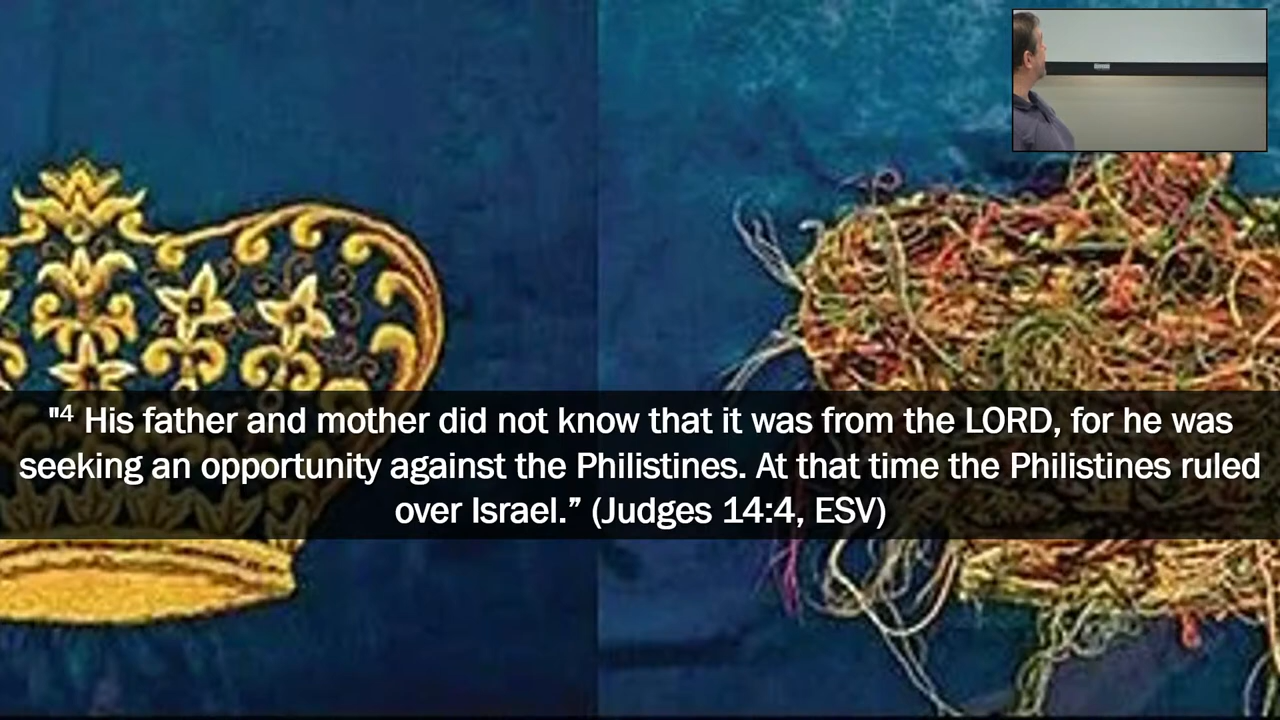 "⁴ His father and mother did not know that it was from the LORD, for he was
seeking an opportunity against the Philistines. At that time the Philistines ruled
over Israel.” (Judges 14:4, ESV)